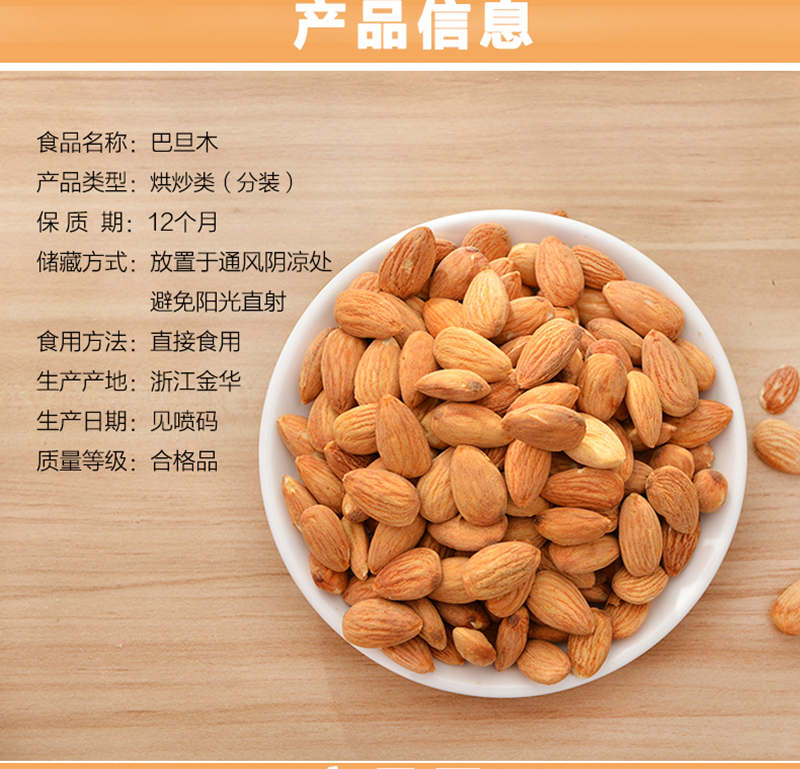 产品信息
食品名称：巴旦木
产品类型：烘炒类（分装）
保 质 期：12个月
储藏方式：放置于通风阴凉处
避免阳光直射
食用方法：直接食用
生产产地：浙江金华
生产日期：见喷码
质量等级：合格品